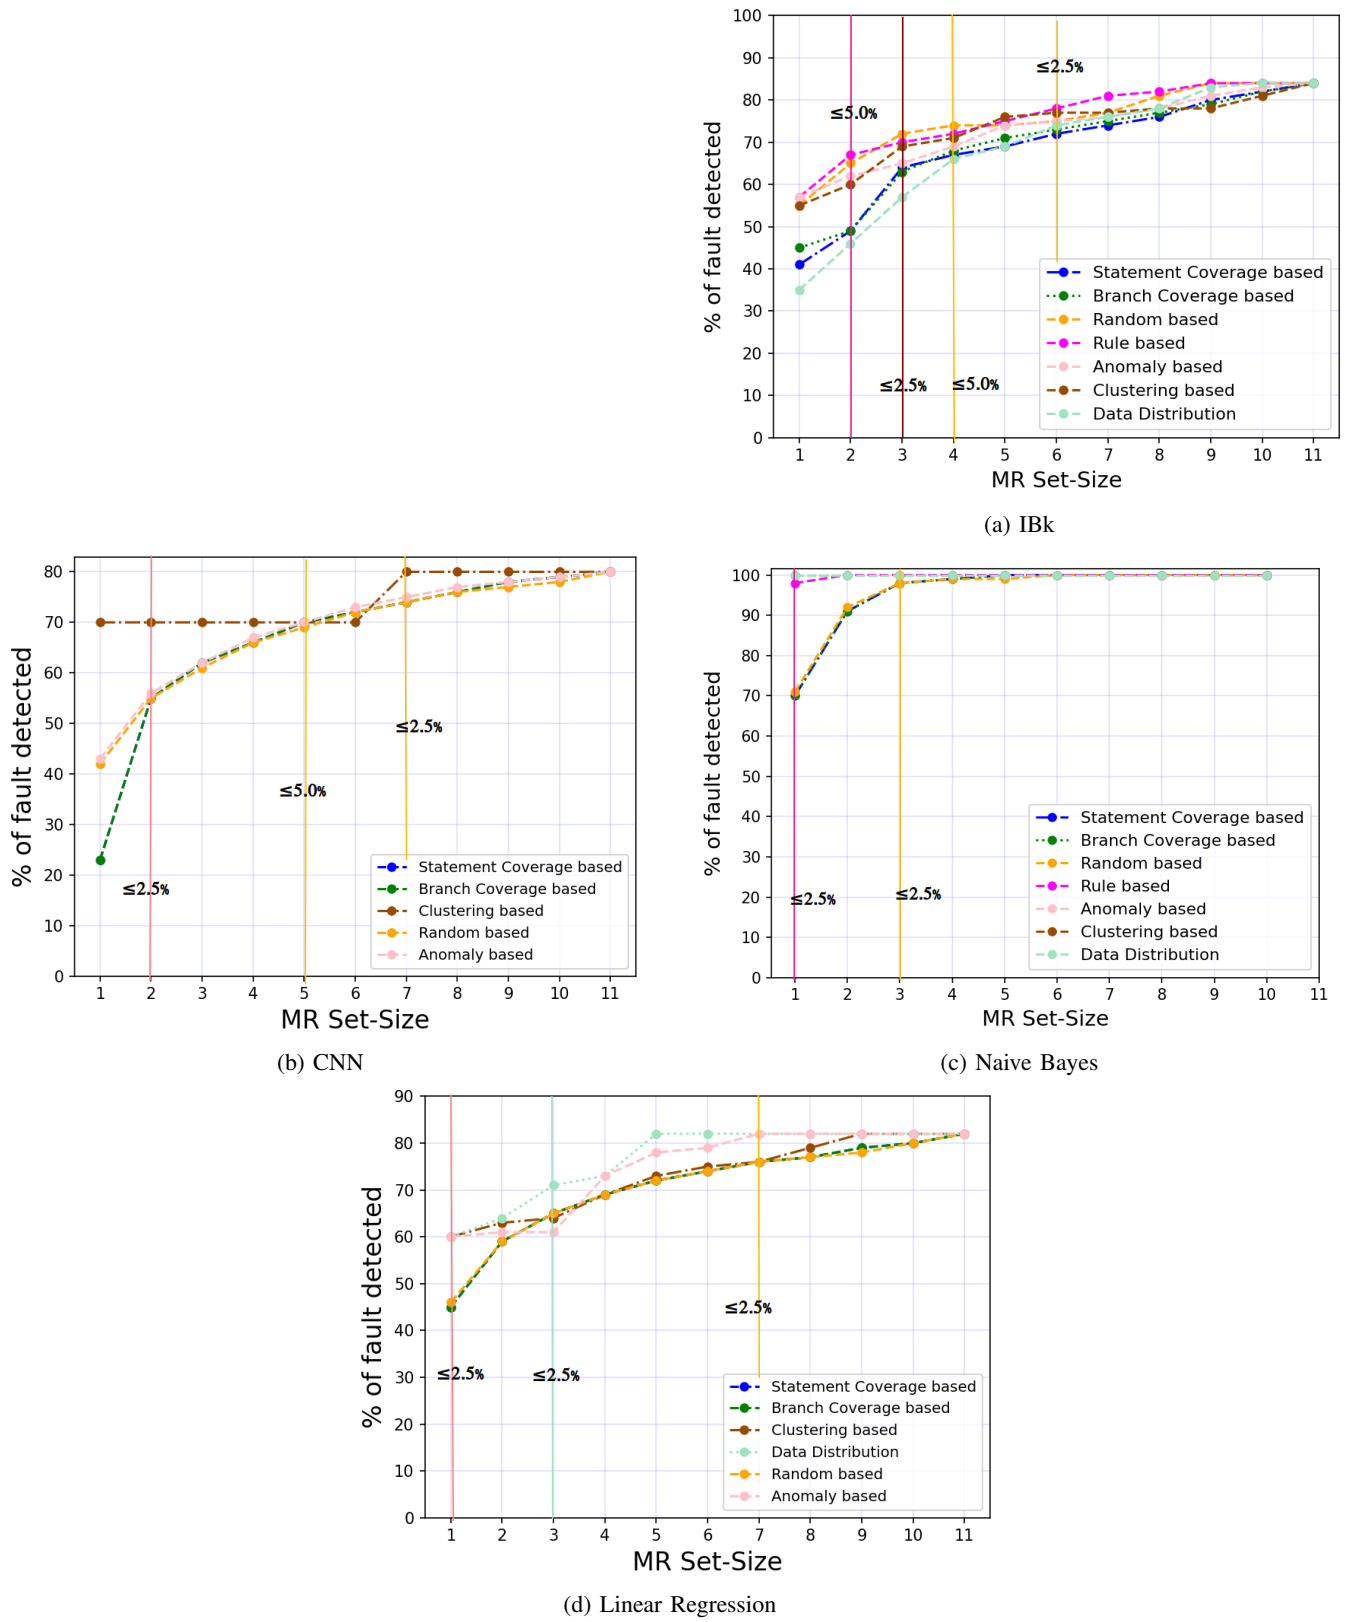 100
90
80
70
60
50
40
30
20
10
0
% of fault detected
≤2.5%
≤5.0%
≤2.5%
≤5.0%
Statement Coverage based
Branch Coverage based
Random based
Rule based
Anomaly based
Clustering based
Data Distribution
1 2 3 4 5 6 7 8 9 10 11
MR Set-Size
(a) IBk
80
70
60
50
40
30
20
10
0
% of fault detected
≤2.5%
≤5.0%
≤2.5%
Statement Coverage based
Branch Coverage based
Clustering based
Random based
Anomaly based
1 2 3 4 5 6 7 8 9 10 11
MR Set-Size
(b) CNN
100
90
80
70
60
50
40
30
20
10
0
% of fault detected
≤2.5%
≤2.5%
Statement Coverage based
Branch Coverage based
Random based
Rule based
Anomaly based
Clustering based
Data Distribution
1 2 3 4 5 6 7 8 9 10 11
MR Set-Size
(c) Naive Bayes
90
80
70
60
50
40
30
20
10
0
% of fault detected
≤2.5%
≤2.5%
≤2.5%
Statement Coverage based
Branch Coverage based
Clustering based
Data Distribution
Random based
Anomaly based
1 2 3 4 5 6 7 8 9 10 11
MR Set-Size
(d) Linear Regression